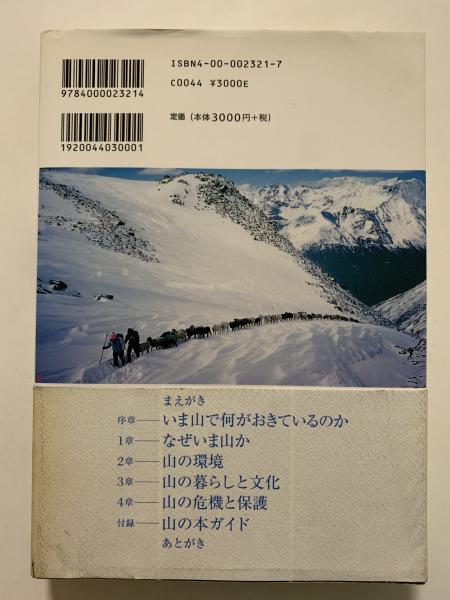 ISBN4-00-002321-7
C0044 ¥3000E
定価（本体3000円+税）
9784000023214
1920044030001
まえがき
序章──いま山で何がおきているのか
1章──なぜいま山か
2章──山の環境
3章──山の暮らしと文化
4章──山の危機と保護
付録──山の本ガイド
あとがき